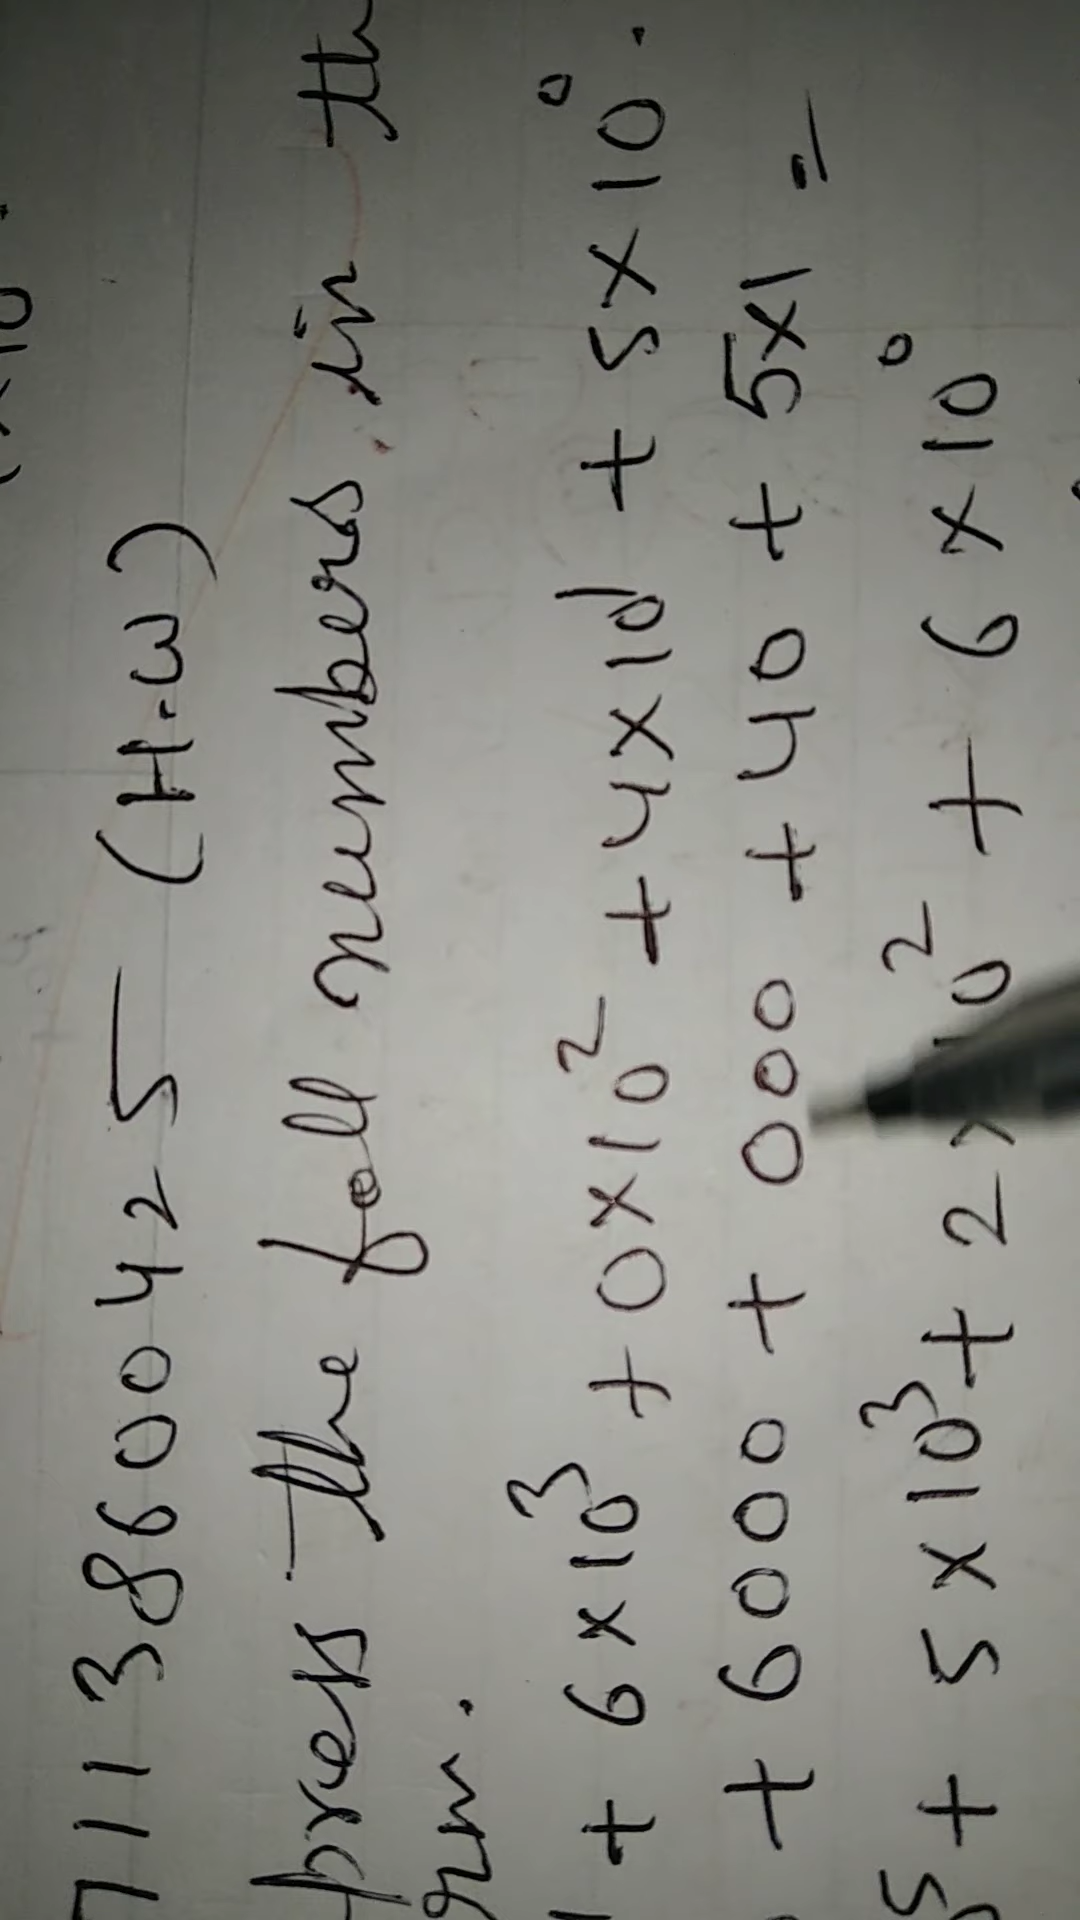 71138600425 (H.W)
press the foll numbers in th
rm.
+ 6×10³ + 0×10² + 4×10¹ + 5×10⁰.
+ 6000 + 000 + 40 + 5×1 =
5 + 5×10³ + 2×10² + 6×10⁰